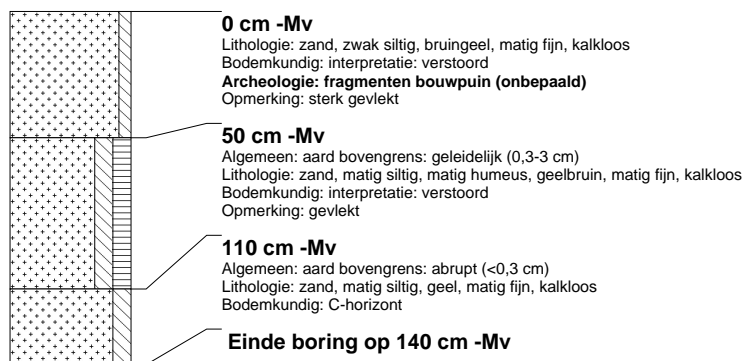 0 cm -Mv
Lithologie: zand, zwak siltig, bruingeel, matig fijn, kalkloos
Bodemkundig: interpretatie: verstoord
Archeologie: fragmenten bouwpuin (onbepaald)
Opmerking: sterk gevlekt
50 cm -Mv
Algemeen: aard bovengrens: geleidelijk (0,3-3 cm)
Lithologie: zand, matig siltig, matig humeus, geelbruin, matig fijn, kalkloos
Bodemkundig: interpretatie: verstoord
Opmerking: gevlekt
110 cm -Mv
Algemeen: aard bovengrens: abrupt (<0,3 cm)
Lithologie: zand, matig siltig, geel, matig fijn, kalkloos
Bodemkundig: C-horizont
Einde boring op 140 cm -Mv